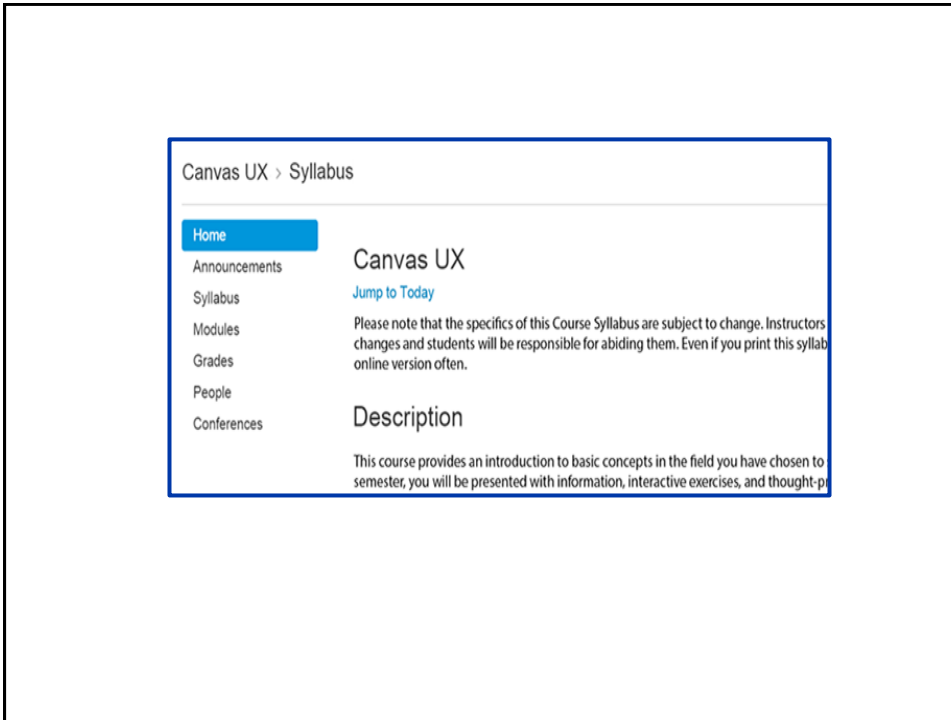 Canvas UX > Syllabus
Home
Announcements
Syllabus
Modules
Grades
People
Conferences
Canvas UX
Jump to Today
Please note that the specifics of this Course Syllabus are subject to change. Instructors
changes and students will be responsible for abiding them. Even if you print this syllab
online version often.
Description
This course provides an introduction to basic concepts in the field you have chosen to
semester, you will be presented with information, interactive exercises, and thought-p